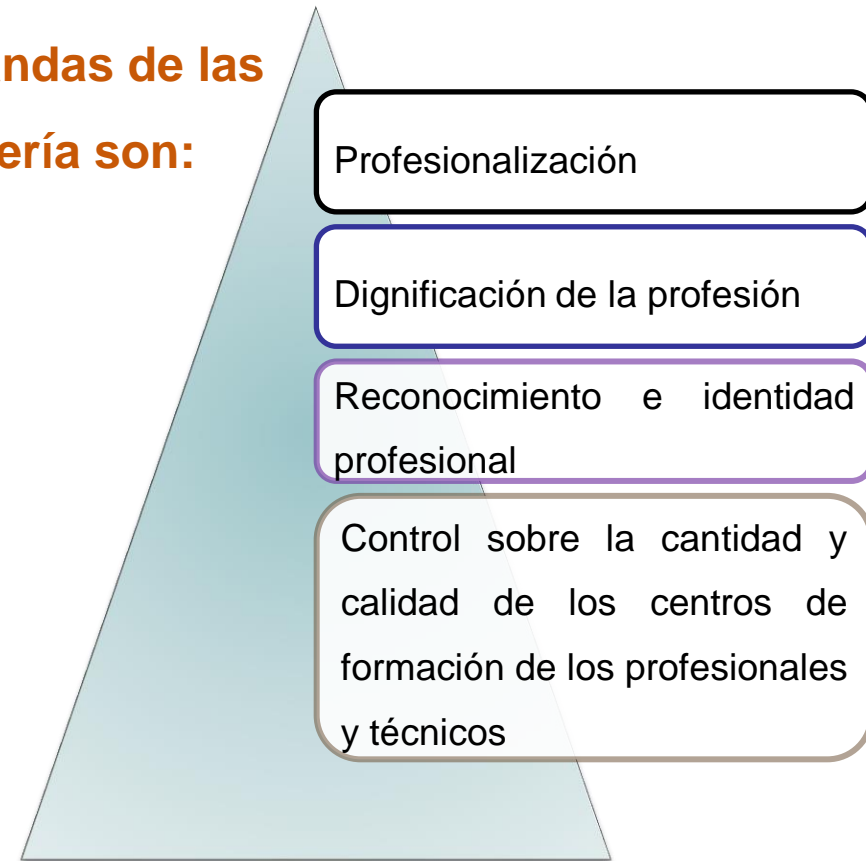 andas de las
ería son:
Profesionalización
Dignificación de la profesión
Reconocimiento e identidad
profesional
Control sobre la cantidad y
calidad de los centros de
formación de los profesionales
y técnicos